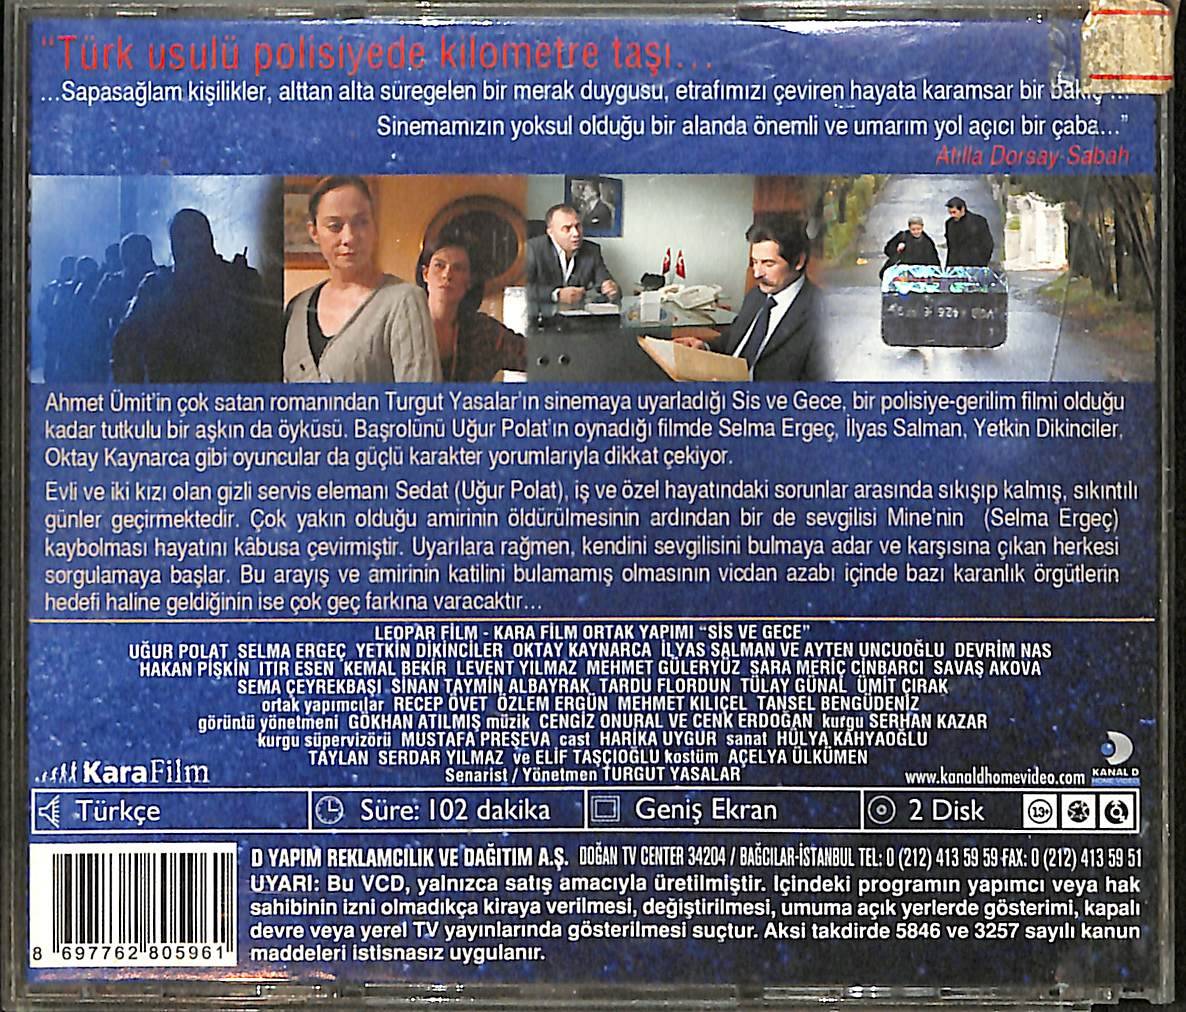 "Türk usulü polisiyede kilometre taşı...
...Sapasağlam kişilikler, alttan alta süregelen bir merak duygusu, etrafımızı çeviren hayata karamsar bir bakış...
Sinemamızın yoksul olduğu bir alanda önemli ve umarım yol açıcı bir çaba..."
Atilla Dorsay-Sabah
Ahmet Ümit'in çok satan romanından Turgut Yasalar'ın sinemaya uyarladığı Sis ve Gece, bir polisiye-gerilim filmi olduğu
kadar tutkulu bir aşkın da öyküsü. Başrolünü Uğur Polat'ın oynadığı filmde Selma Ergeç, İlyas Salman, Yetkin Dikinciler,
Oktay Kaynarca gibi oyuncular da güçlü karakter yorumlarıyla dikkat çekiyor.
Evli ve iki kızı olan gizli servis elemanı Sedat (Uğur Polat), iş ve özel hayatındaki sorunlar arasında sıkışıp kalmış, sıkıntılı
günler geçirmektedir. Çok yakın olduğu amirinin öldürülmesinin ardından bir de sevgilisi Mine'nin (Selma Ergeç)
kaybolması hayatını kâbusa çevirmiştir. Uyarılara rağmen, kendini sevgilisini bulmaya adar ve karşısına çıkan herkesi
sorgulamaya başlar. Bu arayış ve amirinin katilini bulamamış olmasının vicdan azabı içinde bazı karanlık örgütlerin
hedefi haline geldiğinin ise çok geç farkına varacaktır...
LEOPAR FİLM - KARA FİLM ORTAK YAPIMI "SİS VE GECE"
UĞUR POLAT SELMA ERGEÇ YETKİN DİKİNCİLER OKTAY KAYNARCA İLYAS SALMAN VE AYTEN UNCUOĞLU DEVRİM NAS
HAKAN PİŞKİN ITIR ESEN KEMAL BEKİR LEVENT YILMAZ MEHMET GÜLERYÜZ SARA MERİC CİNBARCI SAVAŞ AKOVA
SEMA ÇEYREKBAŞI SİNAN TAYMİN ALBAYRAK TARDU FLORDUN TÜLAY GÜNAL ÜMİT ÇIRAK
ortak yapımcılar RECEP ÖVET ÖZLEM ERGÜN MEHMET KILIÇEL TANSEL BENGÜDENİZ
görüntü yönetmeni GÖKHAN ATILMIŞ müzik CENGİZ ONURAL VE CENK ERDOĞAN kurgu SERHAN KAZAR
kurgu süpervizörü MUSTAFA PREŞEVA cast HARİKA UYGUR sanat HÜLYA KAHYAOĞLU
TAYLAN SERDAR YILMAZ ve ELİF TAŞÇIOĞLU kostüm AÇELYA ÜLKÜMEN
Senarist / Yönetmen TURGUT YASALAR
KaraFilm
www.kanaldhomevideo.com
KANAL D
HOME VIDEO
Türkçe
Süre: 102 dakika
Geniş Ekran
2 Disk
13+
D YAPIM REKLAMCILIK VE DAĞITIM A.Ş. DOĞAN TV CENTER 34204 / BAĞCILAR-İSTANBUL TEL: 0 (212) 413 59 59 FAX: 0 (212) 413 59 51
UYARI: Bu VCD, yalnızca satış amacıyla üretilmiştir. İçindeki programın yapımcı veya hak
sahibinin izni olmadıkça kiraya verilmesi, değiştirilmesi, umuma açık yerlerde gösterimi, kapalı
devre veya yerel TV yayınlarında gösterilmesi suçtur. Aksi takdirde 5846 ve 3257 sayılı kanun
maddeleri istisnasız uygulanır.
8 697762 805961